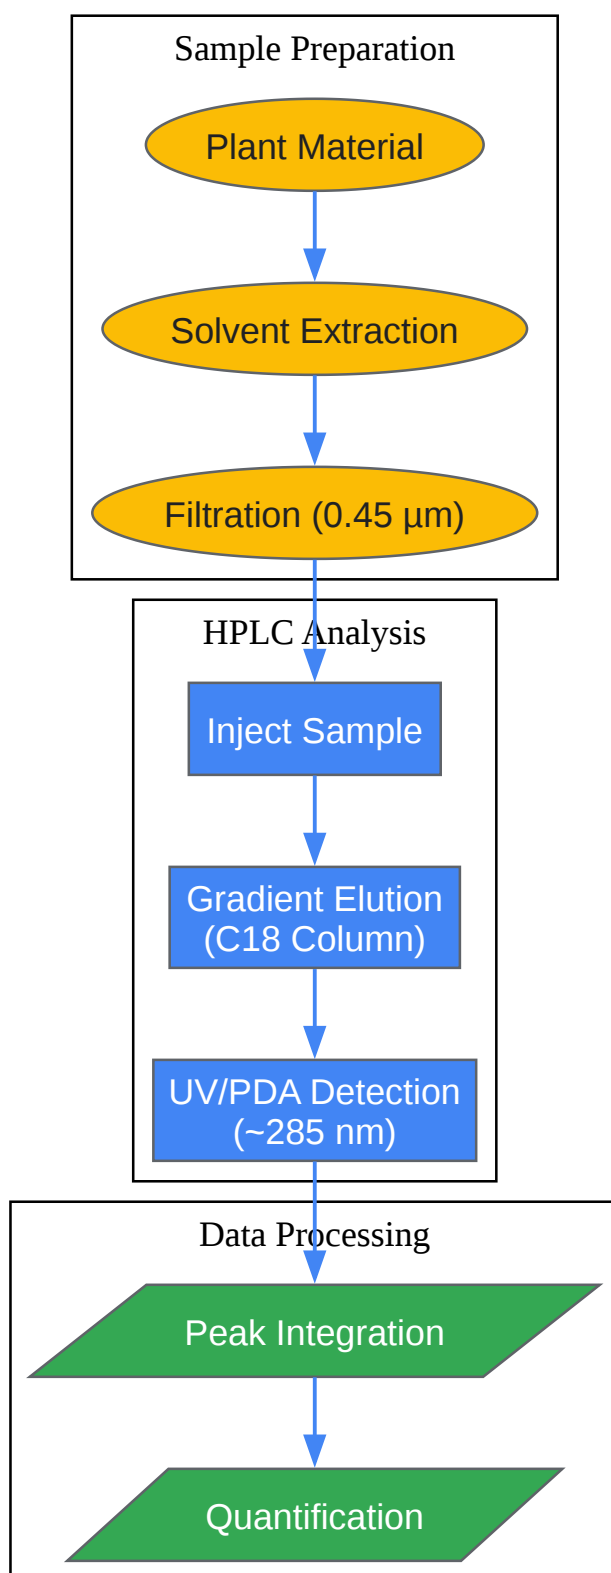 Sample Preparation
Plant Material
Solvent Extraction
Filtration (0.45 µm)
HPLC Analysis
Inject Sample
Gradient Elution
(C18 Column)
UV/PDA Detection
(~285 nm)
Data Processing
Peak Integration
Quantification